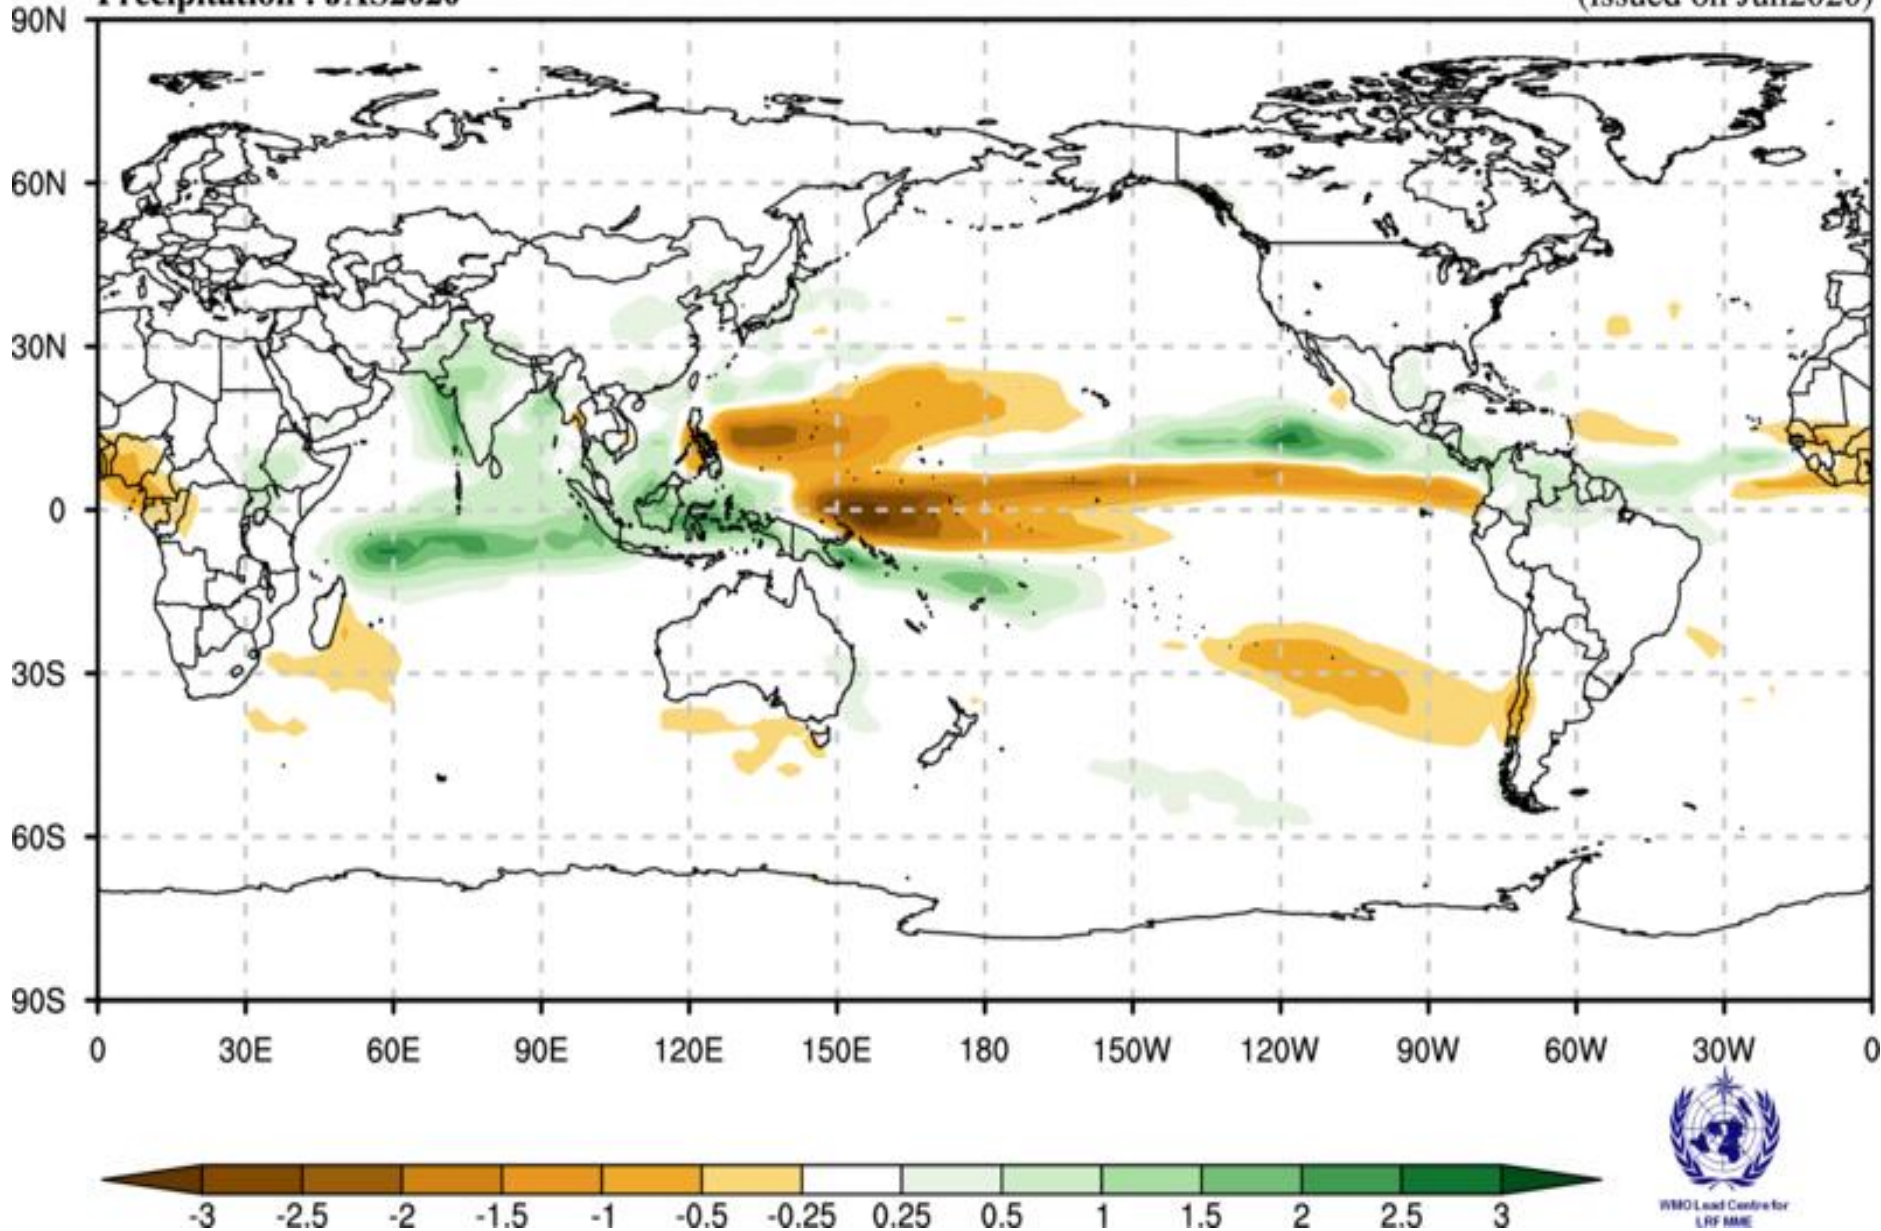 Precipitation : JAS2020
(issued on Jun2020)
90N
60N
30N
0
30S
60S
90S
0 30E 60E 90E 120E 150E 180 150W 120W 90W 60W 30W 0
-3 -2.5 -2 -1.5 -1 -0.5 -0.25 0.25 0.5 1 1.5 2 2.5 3
WMO Lead Centre for
LRF MME